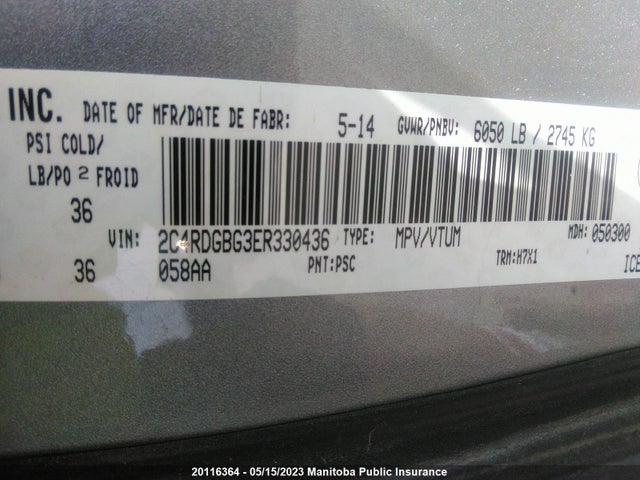 INC. DATE OF MFR/DATE DE FABR: 5-14 GVWR/PNBV: 6050 LB / 2745 KG
PSI COLD/
LB/PO 2 FROID
36
VIN: 2C4RDGBG3ER330436 TYPE: MPV/VTUM MDH: 050300
36 058AA PNT:PSC TRM:H7X1 ICE
20116364 - 05/15/2023 Manitoba Public Insurance